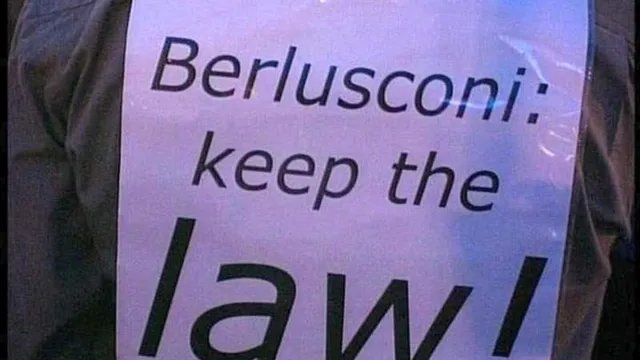 Berlusconi:
keep the
law!